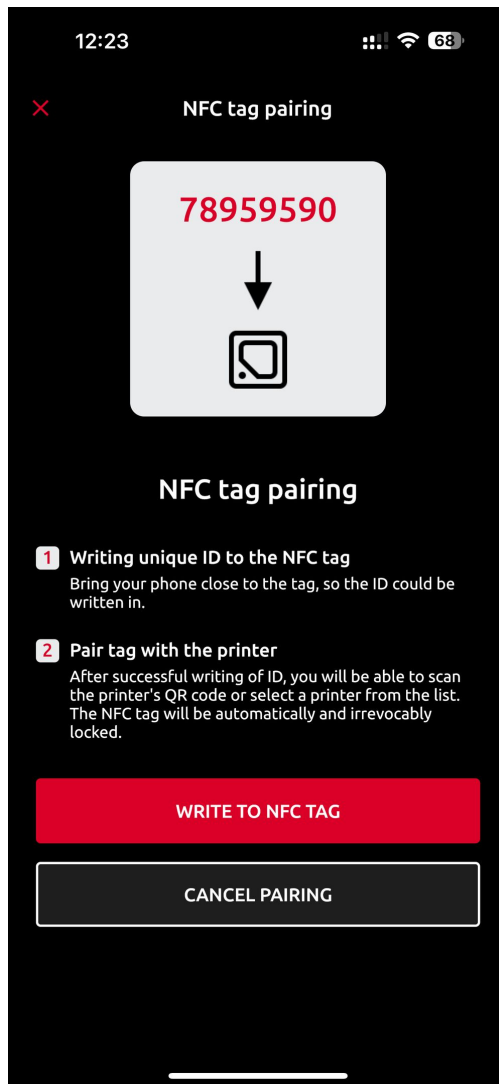 12:23
68
NFC tag pairing
78959590
NFC tag pairing
1 Writing unique ID to the NFC tag
Bring your phone close to the tag, so the ID could be
written in.
2 Pair tag with the printer
After successful writing of ID, you will be able to scan
the printer's QR code or select a printer from the list.
The NFC tag will be automatically and irrevocably
locked.
WRITE TO NFC TAG
CANCEL PAIRING